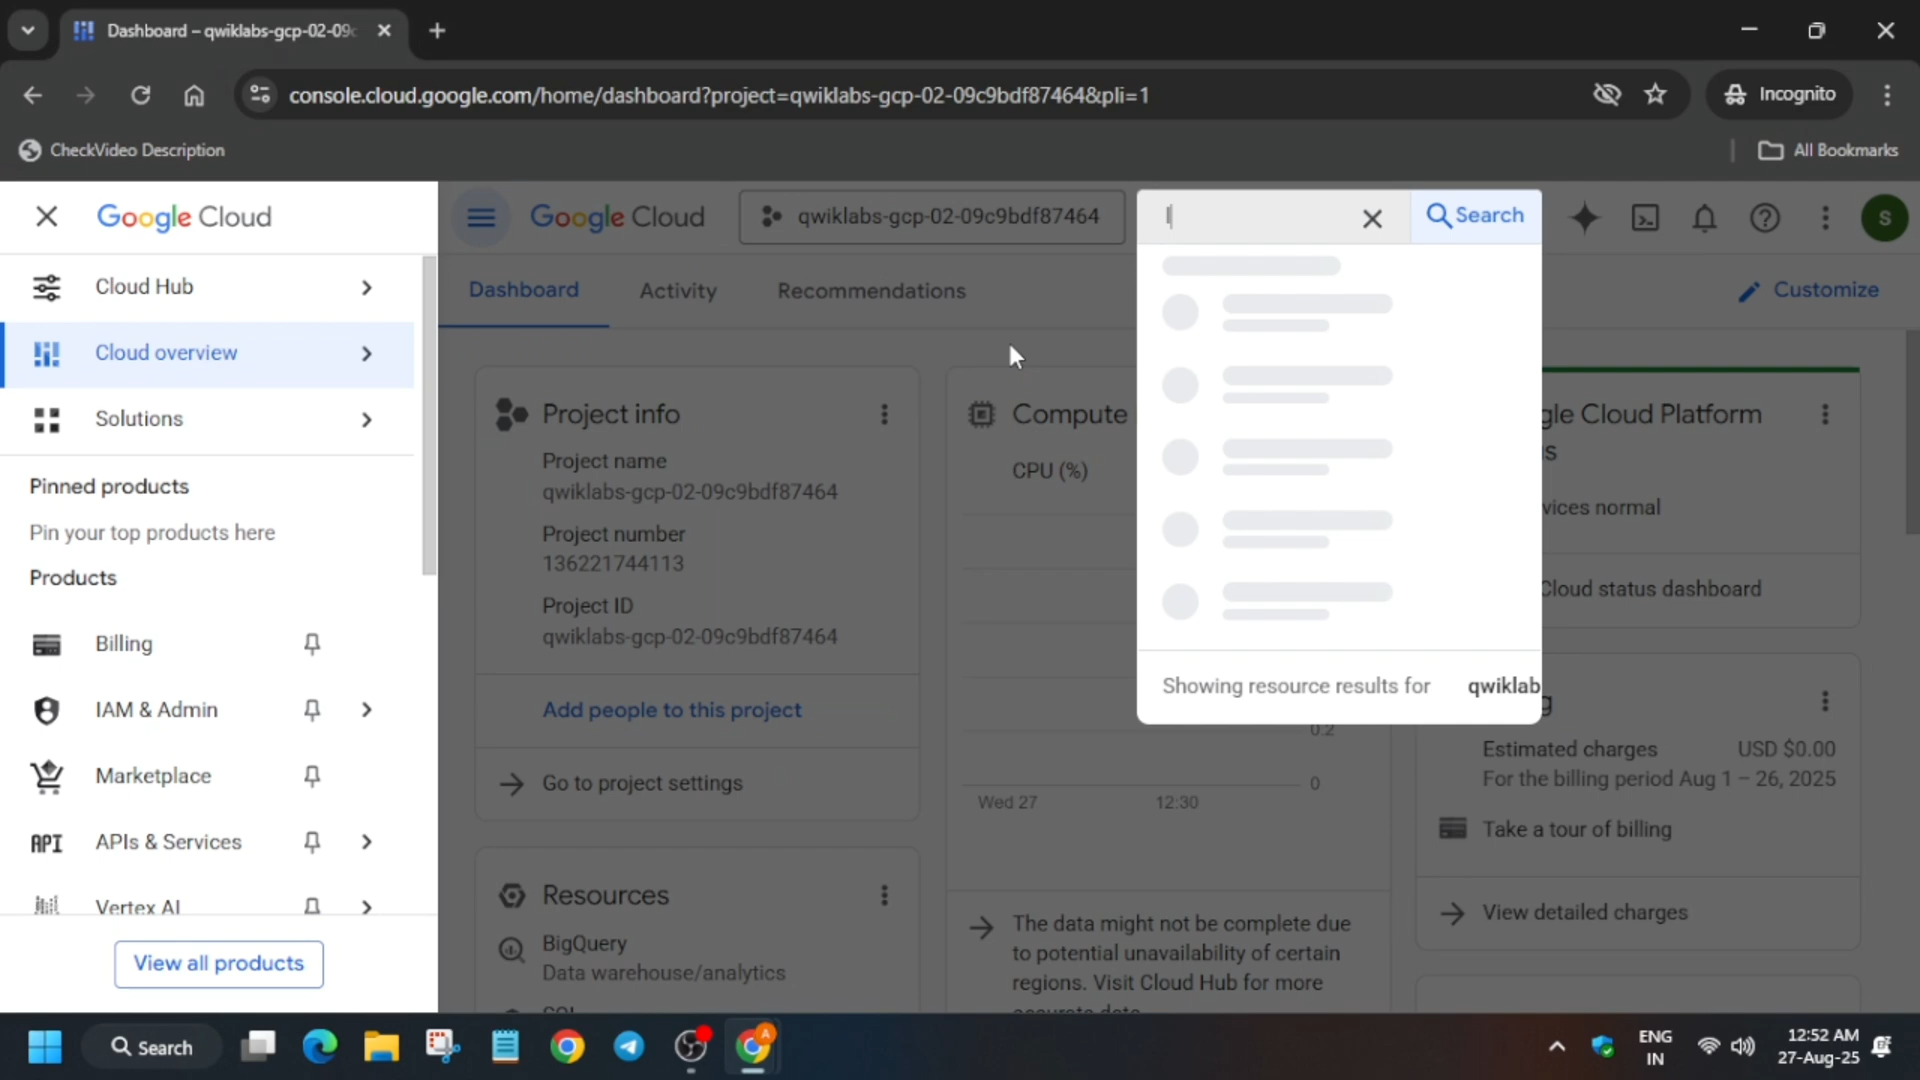 Dashboard – qwiklabs-gcp-02-09c
console.cloud.google.com/home/dashboard?project=qwiklabs-gcp-02-09c9bdf87464&pli=1
Incognito
CheckVideo Description
All Bookmarks
Google Cloud
Cloud Hub
Cloud overview
Solutions
Pinned products
Pin your top products here
Products
Billing
IAM & Admin
Marketplace
API
APIs & Services
Vertex AI
View all products
Google Cloud
qwiklabs-gcp-02-09c9bdf87464
Search
S
Dashboard
Activity
Recommendations
Customize
Project info
Project name
qwiklabs-gcp-02-09c9bdf87464
Project number
136221744113
Project ID
qwiklabs-gcp-02-09c9bdf87464
Add people to this project
Go to project settings
Resources
BigQuery
Data warehouse/analytics
Compute
CPU (%)
0.2
0
Wed 27
12:30
The data might not be complete due
to potential unavailability of certain
regions. Visit Cloud Hub for more
accurate data
Showing resource results for qwiklab
gle Cloud Platform
s
vices normal
Cloud status dashboard
g
Estimated charges USD $0.00
For the billing period Aug 1 – 26, 2025
Take a tour of billing
View detailed charges
Search
ENG
IN
12:52 AM
27-Aug-25